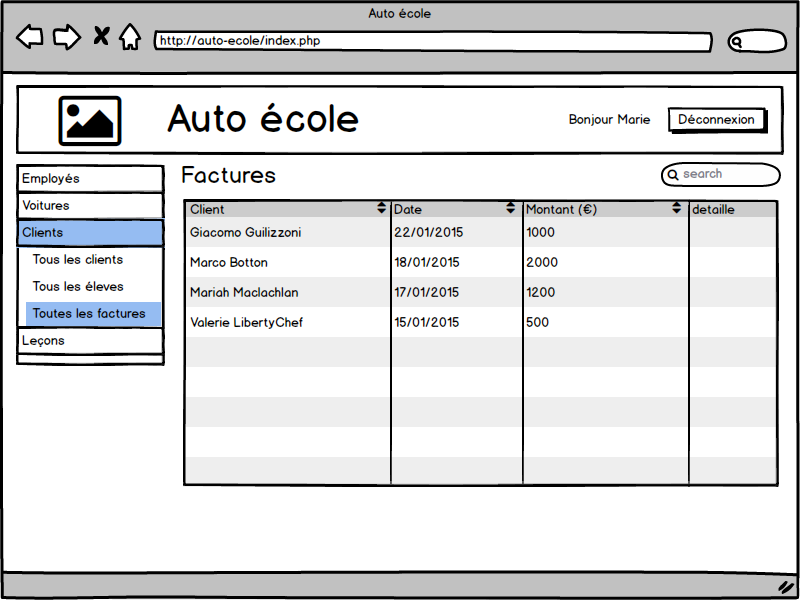 Auto école
http://auto-ecole/index.php
Auto école
Bonjour Marie
Déconnexion
Employés
Voitures
Clients
Tous les clients
Tous les éleves
Toutes les factures
Leçons
Factures
search
Client Date Montant (€) detaille
Giacomo Guilizzoni 22/01/2015 1000
Marco Botton 18/01/2015 2000
Mariah Maclachlan 17/01/2015 1200
Valerie LibertyChef 15/01/2015 500